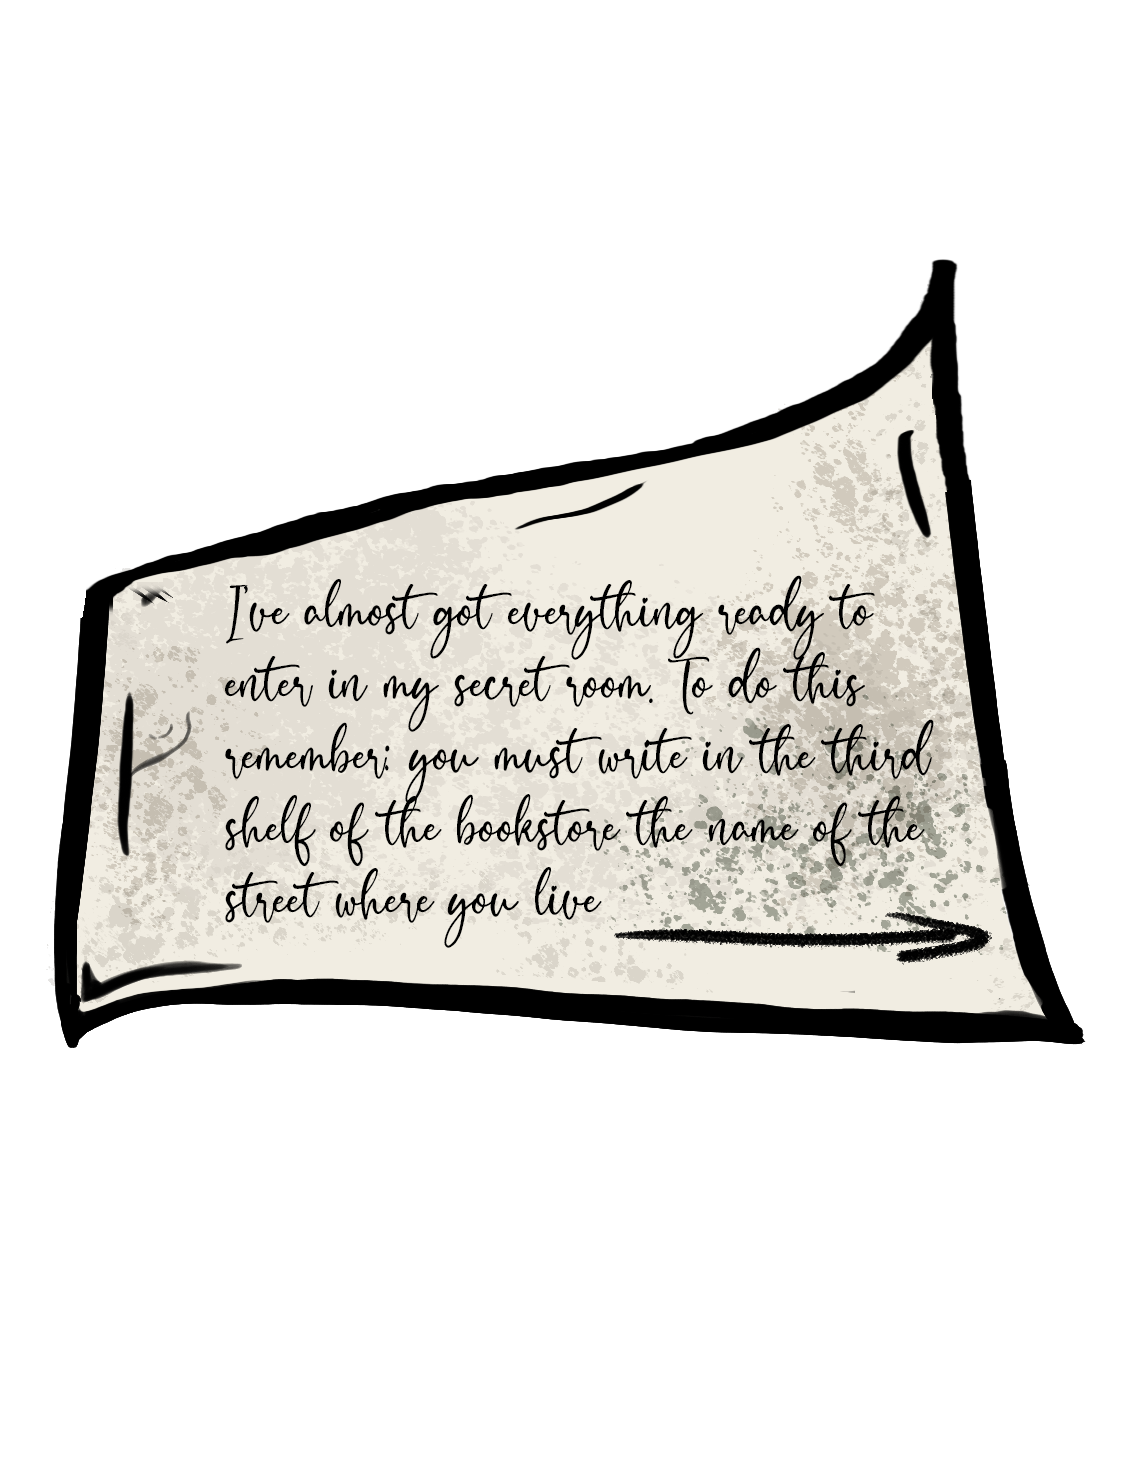 I've almost got everything ready to
enter in my secret room. To do this
remember: you must write in the third
shelf of the bookstore the name of the
street where you live